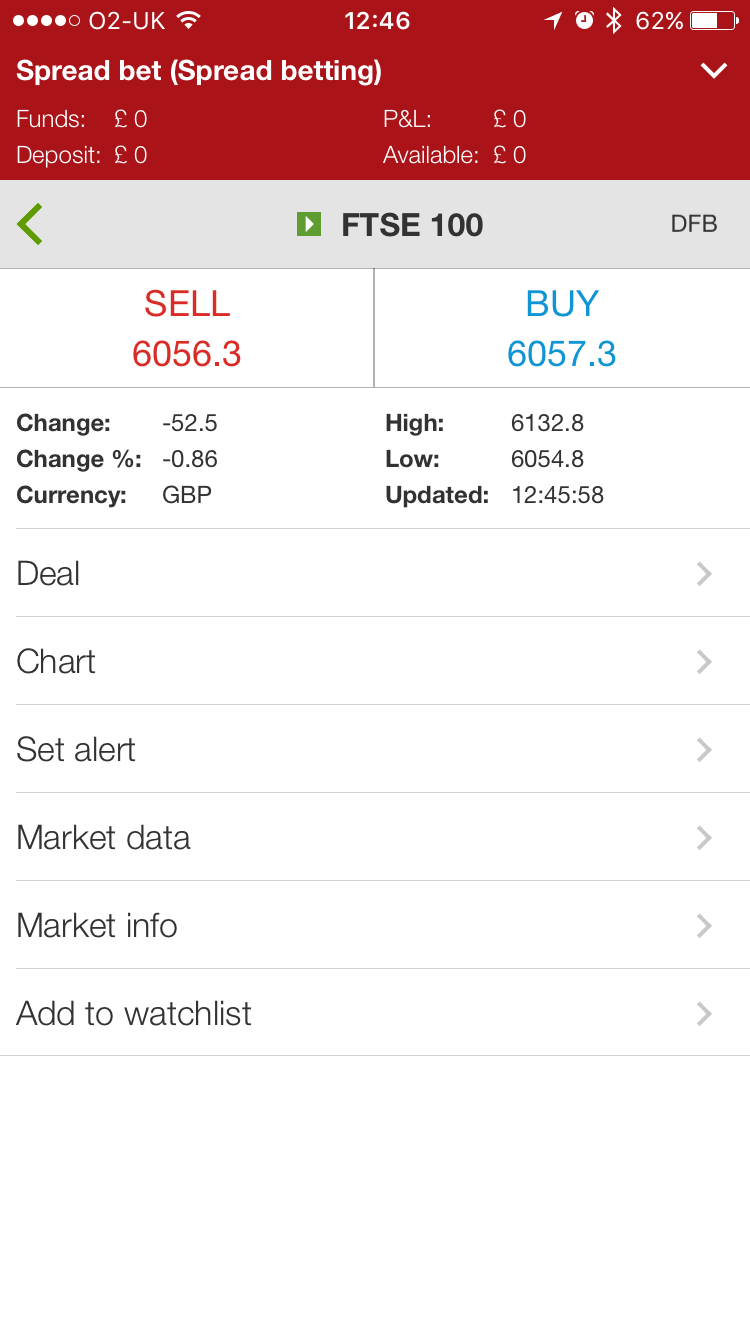 O2-UK 12:46 62%
Spread bet (Spread betting)
Funds: £ 0 P&L: £ 0
Deposit: £ 0 Available: £ 0
FTSE 100 DFB
SELL BUY
6056.3 6057.3
Change: -52.5 High: 6132.8
Change %: -0.86 Low: 6054.8
Currency: GBP Updated: 12:45:58
Deal
Chart
Set alert
Market data
Market info
Add to watchlist